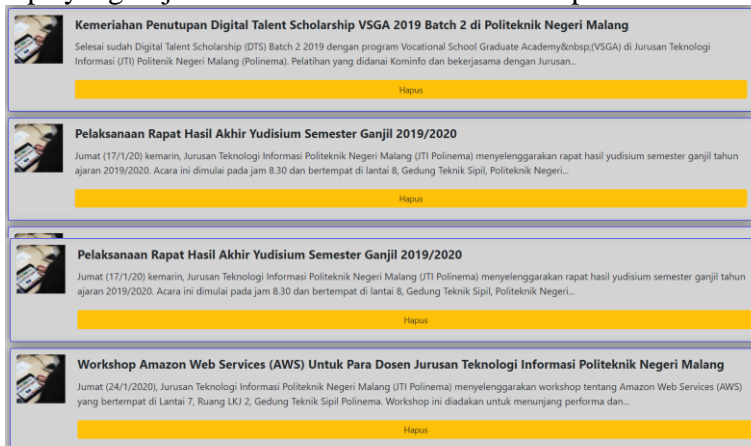 Kemeriahan Penutupan Digital Talent Scholarship VSGA 2019 Batch 2 di Politeknik Negeri Malang
Selesai sudah Digital Talent Scholarship (DTS) Batch 2 2019 dengan program Vocational School Graduate Academy&nbsp;(VSGA) di Jurusan Teknologi
Informasi (JTI) Politenik Negeri Malang (Polinema). Pelatihan yang didanai Kominfo dan bekerjasama dengan Jurusan...
Hapus
Pelaksanaan Rapat Hasil Akhir Yudisium Semester Ganjil 2019/2020
Jumat (17/1/20) kemarin, Jurusan Teknologi Informasi Politeknik Negeri Malang (JTI Polinema) menyelenggarakan rapat hasil yudisium semester ganjil tahun
ajaran 2019/2020. Acara ini dimulai pada jam 8.30 dan bertempat di lantai 8, Gedung Teknik Sipil, Politeknik Negeri...
Hapus
Pelaksanaan Rapat Hasil Akhir Yudisium Semester Ganjil 2019/2020
Jumat (17/1/20) kemarin, Jurusan Teknologi Informasi Politeknik Negeri Malang (JTI Polinema) menyelenggarakan rapat hasil yudisium semester ganjil tahun
ajaran 2019/2020. Acara ini dimulai pada jam 8.30 dan bertempat di lantai 8, Gedung Teknik Sipil, Politeknik Negeri...
Hapus
Workshop Amazon Web Services (AWS) Untuk Para Dosen Jurusan Teknologi Informasi Politeknik Negeri Malang
Jumat (24/1/2020), Jurusan Teknologi Informasi Politeknik Negeri Malang (JTI Polinema) menyelenggarakan workshop tentang Amazon Web Services (AWS)
yang bertempat di Lantai 7, Ruang LKJ 2, Gedung Teknik Sipil Polinema. Workshop ini diadakan untuk menunjang performa dan...
Hapus